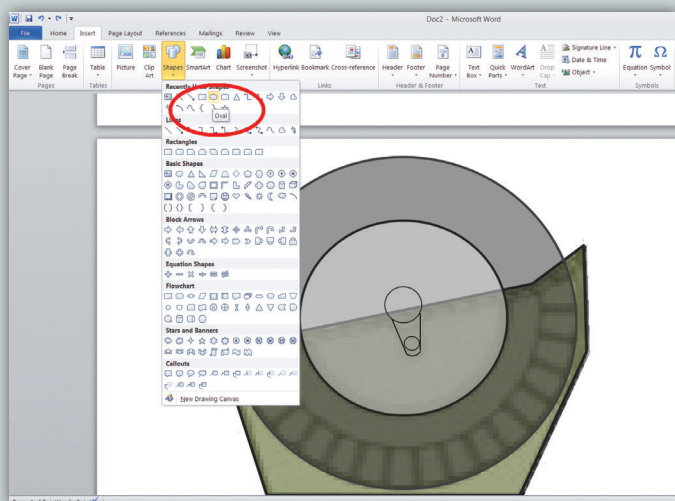 Doc2 - Microsoft Word
File Home Insert Page Layout References Mailings Review View
Cover Page Blank Page Page Break Table Picture Clip Art Shapes SmartArt Chart Screenshot Hyperlink Bookmark Cross-reference Header Footer Page Number Text Box Quick Parts WordArt Drop Cap Signature Line Date & Time Object Equation Symbol
Pages Tables Links Header & Footer Text Symbols
Recently Used Shapes
Oval
Lines
Rectangles
Basic Shapes
Block Arrows
Equation Shapes
Flowchart
Stars and Banners
Callouts
New Drawing Canvas